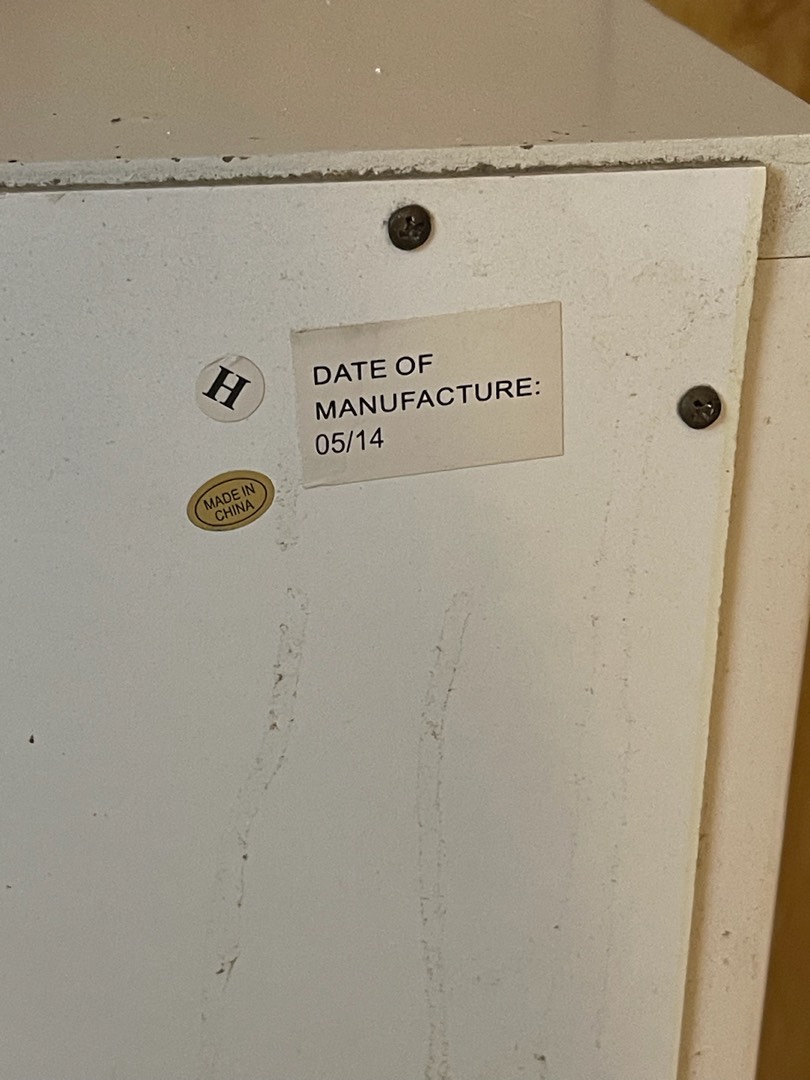 H
DATE OF
MANUFACTURE:
05/14
MADE IN
CHINA